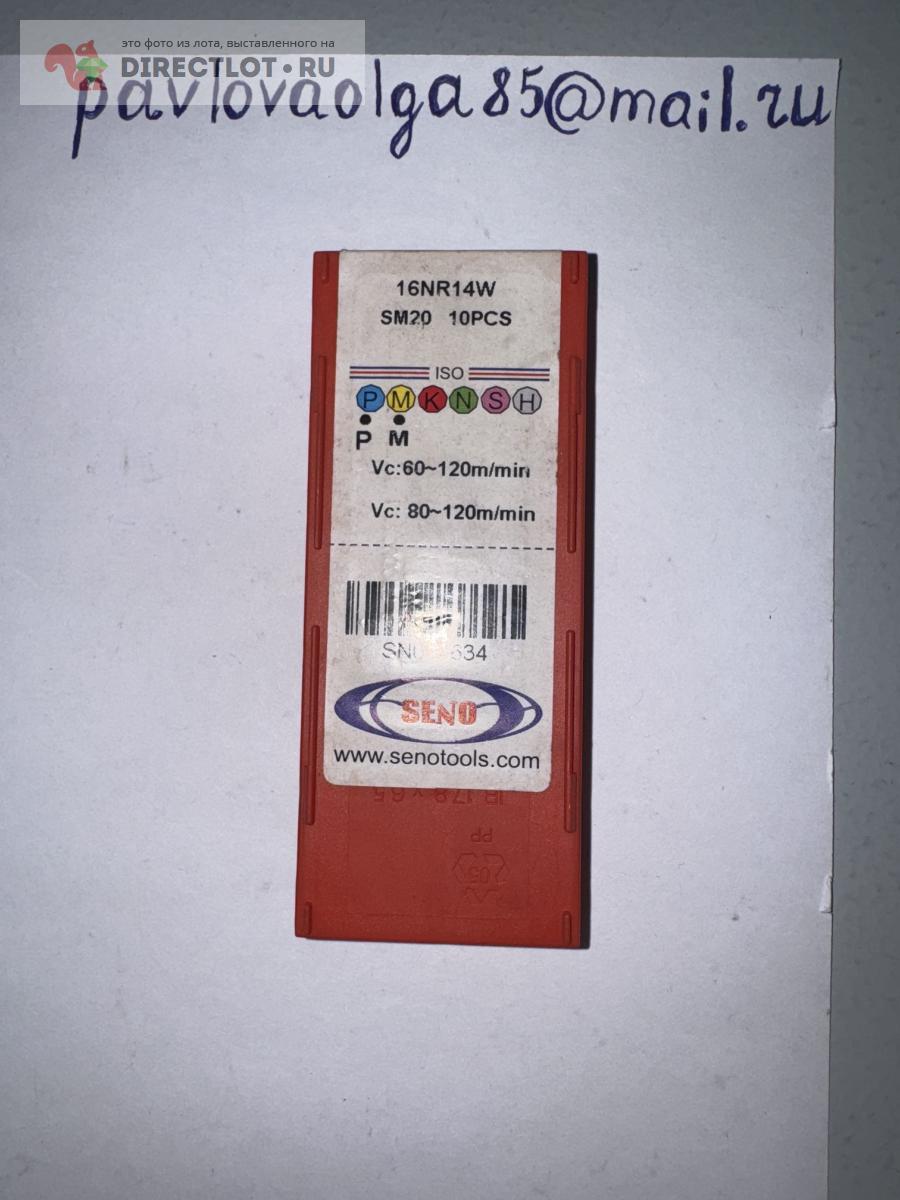 это фото из лота, выставленного на
DIRECTLOT.RU
pavlovaolga85@mail.ru
16NR14W
SM20 10PCS
ISO
P M K N S H
P M
Vc:60~120m/min
Vc: 80~120m/min
SENO
www.senotools.com
PP
05